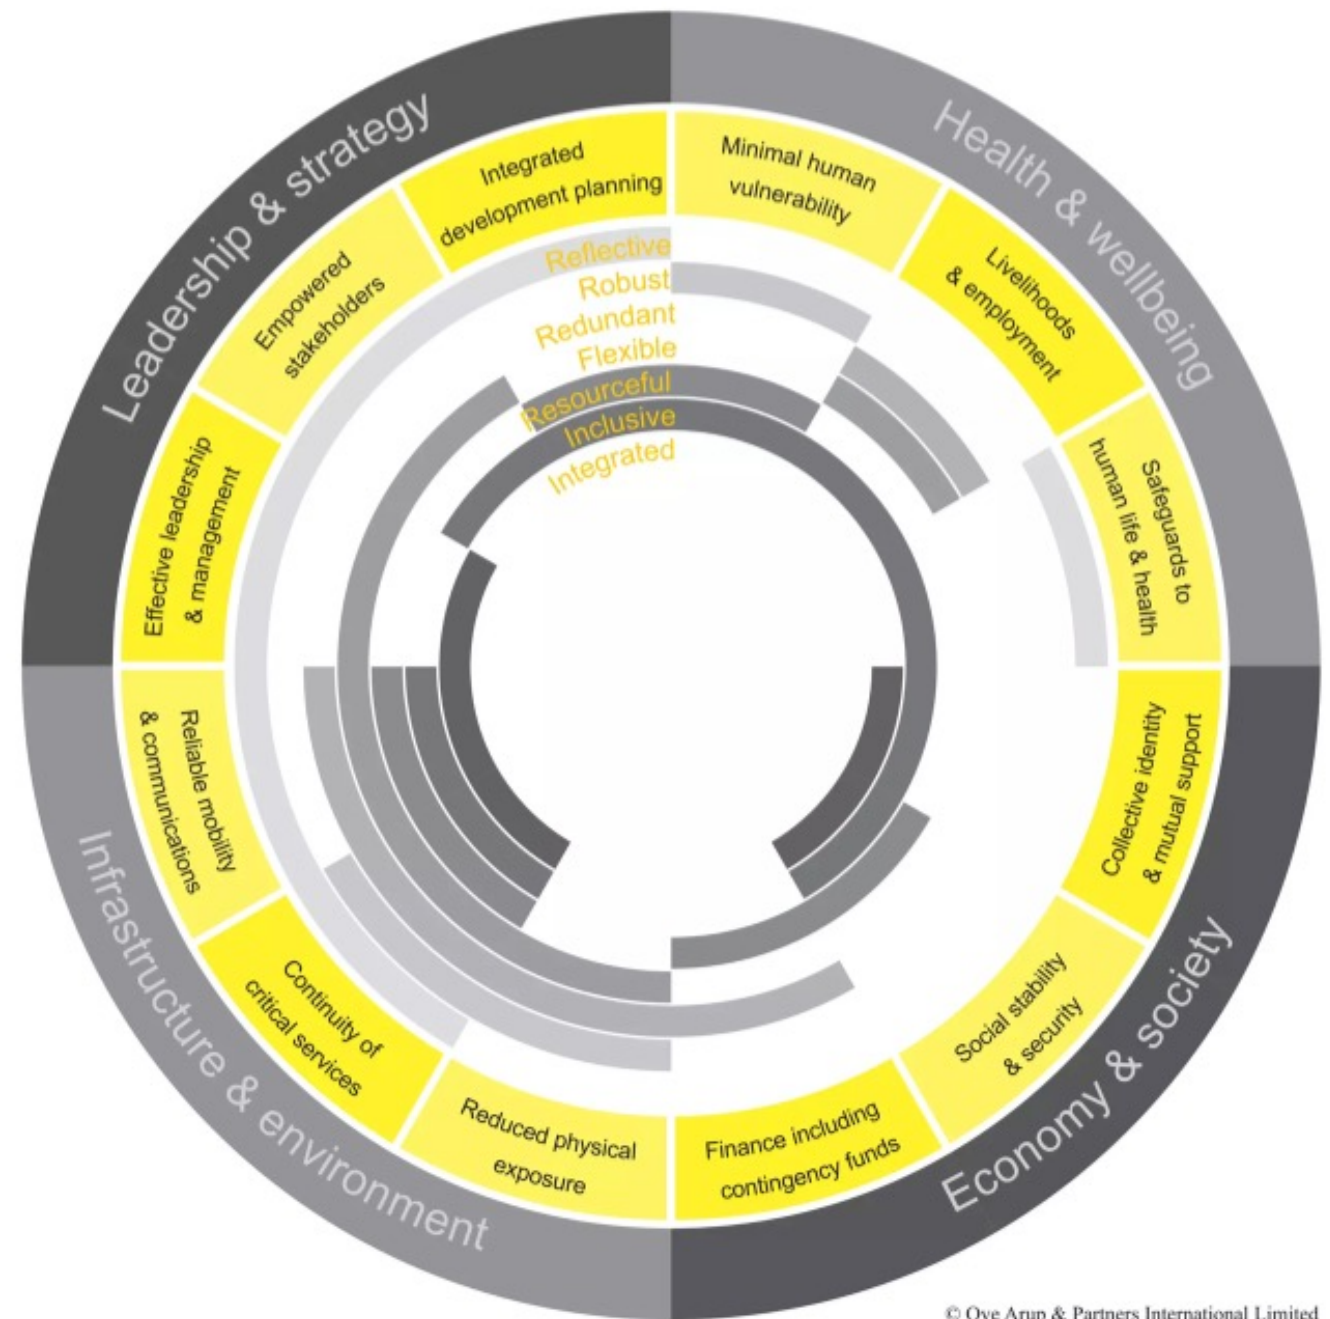 Leadership & strategy
Health & wellbeing
Economy & society
Infrastructure & environment
Integrated
development planning
Minimal human
vulnerability
Livelihoods
& employment
Safeguards to
human life & health
Collective identity
& mutual support
Social stability
& security
Finance including
contingency funds
Reduced physical
exposure
Continuity of
critical services
Reliable mobility
& communications
Effective leadership
& management
Empowered
stakeholders
Reflective
Robust
Redundant
Flexible
Resourceful
Inclusive
Integrated
© Ove Arup & Partners International Limited